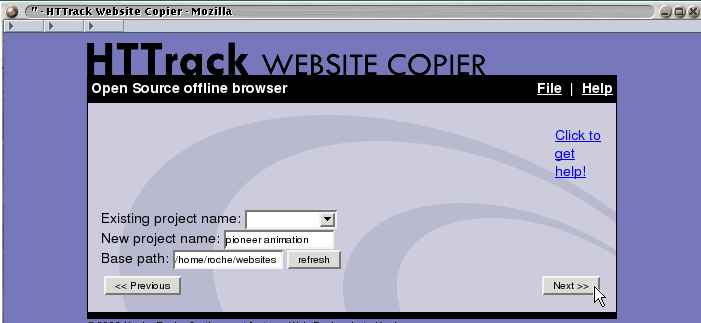 " - HTTrack Website Copier - Mozilla
HTTrack WEBSITE COPIER
Open Source offline browser File | Help
Click to
get
help!
Existing project name:
New project name: pioneer animation
Base path: /home/roche/websites refresh
<< Previous Next >>